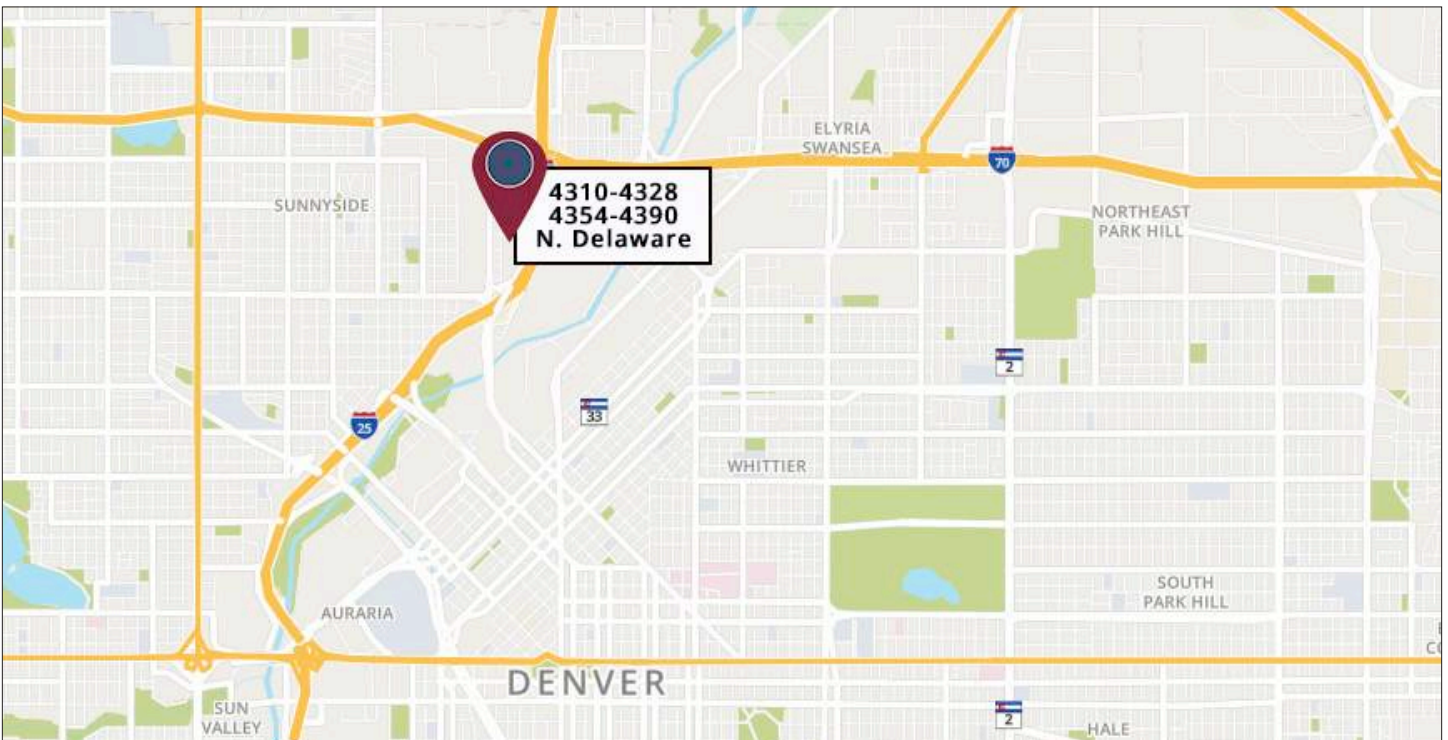 ELYRIA
SWANSEA
70
4310-4328
4354-4390
N. Delaware
SUNNYSIDE
NORTHEAST
PARK HILL
2
33
25
WHITTIER
SOUTH
PARK HILL
AURARIA
DENVER
SUN
VALLEY
2
HALE